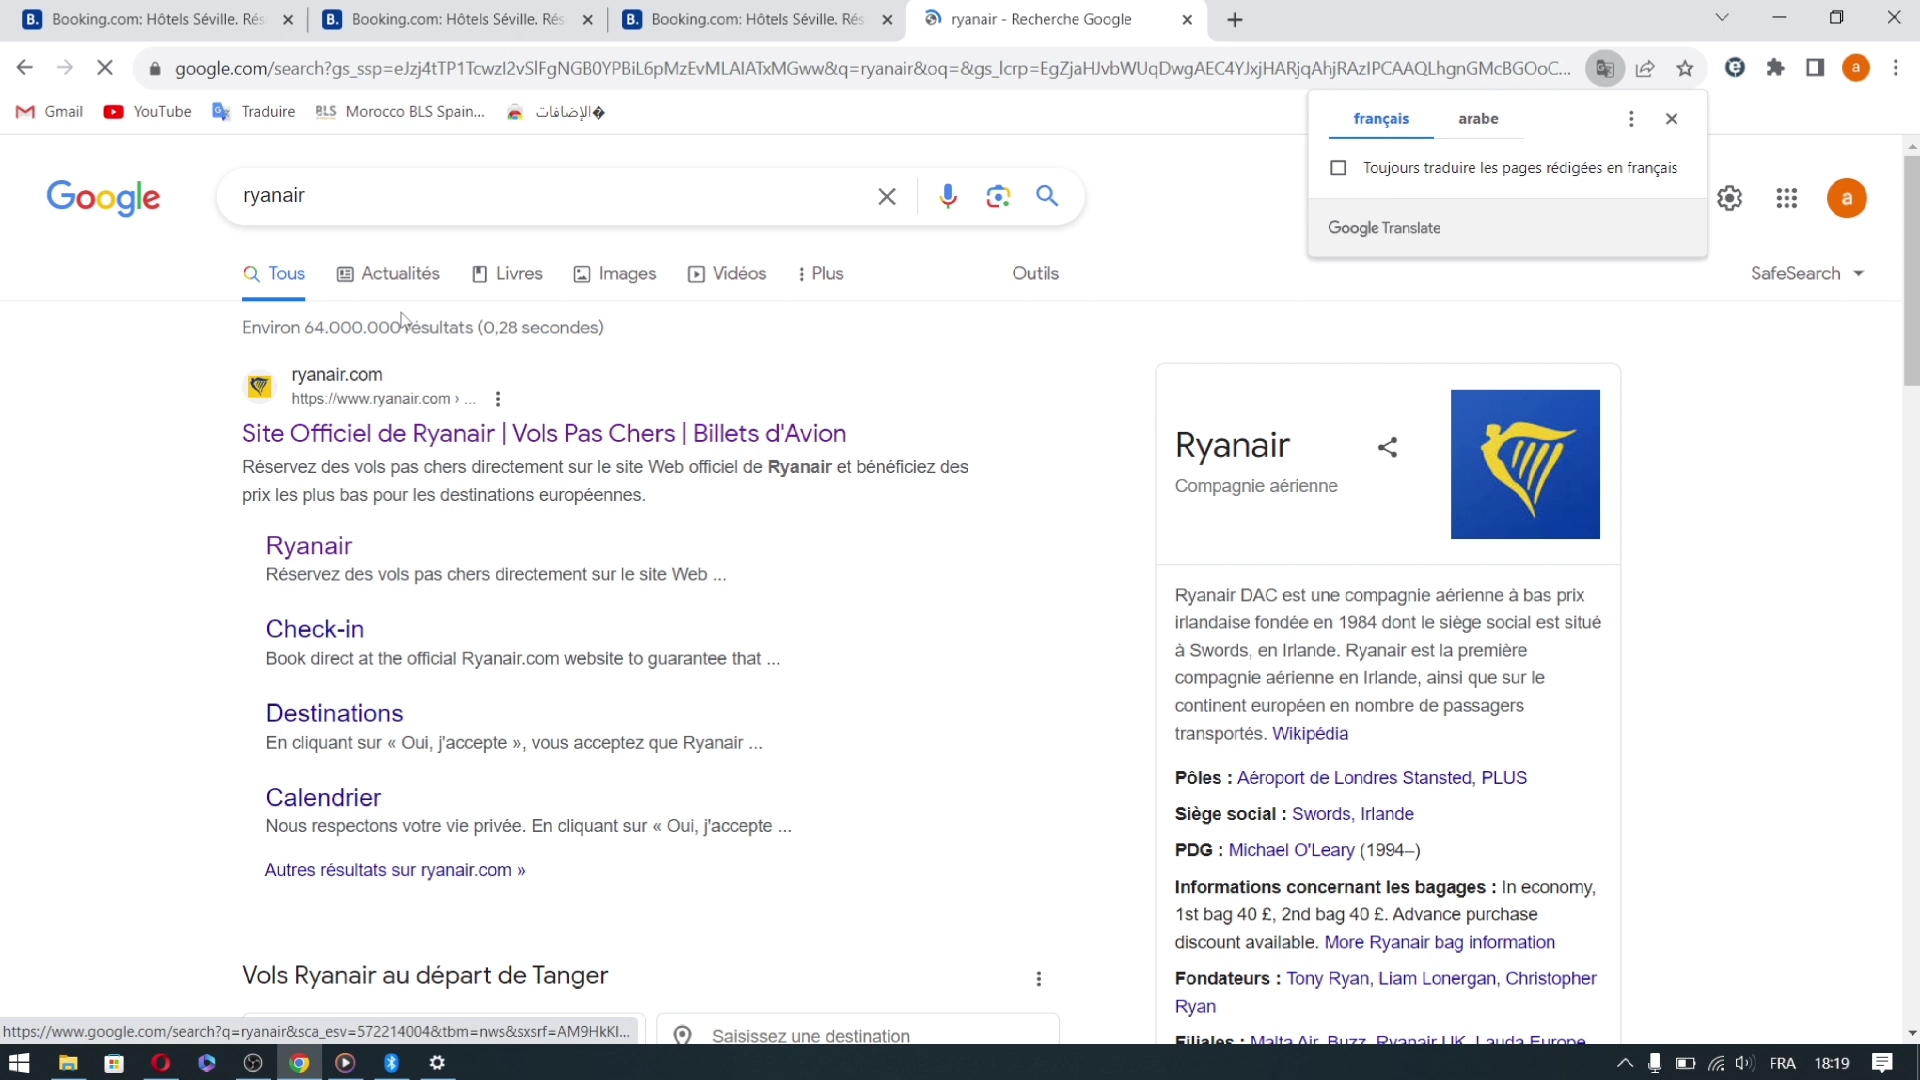 Booking.com: Hôtels Séville. Rés
Booking.com: Hôtels Séville. Rés
Booking.com: Hôtels Séville. Rés
ryanair - Recherche Google
google.com/search?gs_ssp=eJzj4tTP1TcwzI2vSlFgNGB0YPBiL6pMzEvMLAIATxMGww&q=ryanair&oq=&gs_lcrp=EgZjaHJvbWUqDwgAEC4YJxjHARjqAhjRAzIPCAAQLhgnGMcBGOoC...
a
Gmail
YouTube
Traduire
BLS Morocco BLS Spain...
الإضافات�
français arabe
Toujours traduire les pages rédigées en français
Google Translate
Google
ryanair
a
Tous
Actualités
Livres
Images
Vidéos
Plus
Outils
SafeSearch
Environ 64.000.000 résultats (0,28 secondes)
ryanair.com
https://www.ryanair.com › ...
Site Officiel de Ryanair | Vols Pas Chers | Billets d'Avion
Réservez des vols pas chers directement sur le site Web officiel de Ryanair et bénéficiez des
prix les plus bas pour les destinations européennes.
Ryanair
Réservez des vols pas chers directement sur le site Web ...
Check-in
Book direct at the official Ryanair.com website to guarantee that ...
Destinations
En cliquant sur « Oui, j'accepte », vous acceptez que Ryanair ...
Calendrier
Nous respectons votre vie privée. En cliquant sur « Oui, j'accepte ...
Autres résultats sur ryanair.com »
Vols Ryanair au départ de Tanger
Saisissez une destination
Ryanair
Compagnie aérienne
Ryanair DAC est une compagnie aérienne à bas prix
irlandaise fondée en 1984 dont le siège social est situé
à Swords, en Irlande. Ryanair est la première
compagnie aérienne en Irlande, ainsi que sur le
continent européen en nombre de passagers
transportés. Wikipédia
Pôles : Aéroport de Londres Stansted, PLUS
Siège social : Swords, Irlande
PDG : Michael O'Leary (1994–)
Informations concernant les bagages : In economy,
1st bag 40 £, 2nd bag 40 £. Advance purchase
discount available. More Ryanair bag information
Fondateurs : Tony Ryan, Liam Lonergan, Christopher
Ryan
Filiales : Malta Air, Buzz, Ryanair UK, Lauda Europe
https://www.google.com/search?q=ryanair&sca_esv=572214004&tbm=nws&sxsrf=AM9HkKl...
FRA
18:19